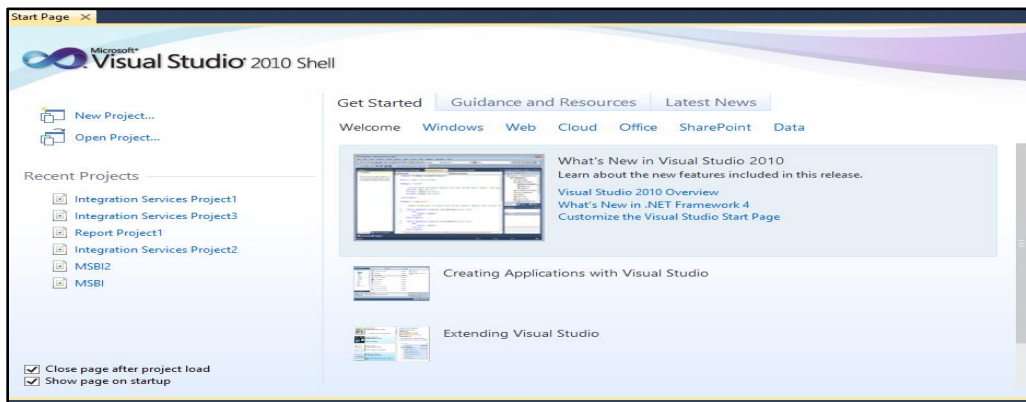 Start Page
Microsoft®
Visual Studio® 2010 Shell
New Project...
Open Project...
Recent Projects
Integration Services Project1
Integration Services Project3
Report Project1
Integration Services Project2
MSBI2
MSBI
Close page after project load
Show page on startup
Get Started Guidance and Resources Latest News
Welcome Windows Web Cloud Office SharePoint Data
What's New in Visual Studio 2010
Learn about the new features included in this release.
Visual Studio 2010 Overview
What's New in .NET Framework 4
Customize the Visual Studio Start Page
Creating Applications with Visual Studio
Extending Visual Studio